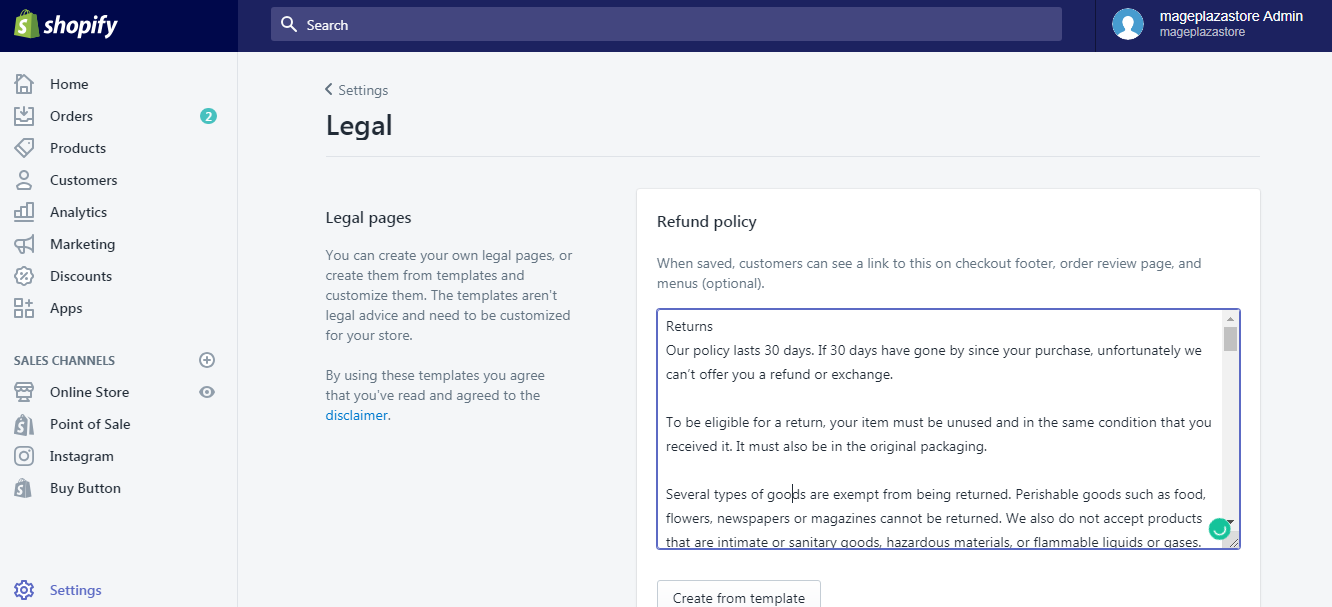 shopify
Search
mageplazastore Admin
mageplazastore
Home
Orders
2
Products
Customers
Analytics
Marketing
Discounts
Apps
SALES CHANNELS
Online Store
Point of Sale
Instagram
Buy Button
Settings
Settings
Legal
Legal pages
You can create your own legal pages, or
create them from templates and
customize them. The templates aren't
legal advice and need to be customized
for your store.
By using these templates you agree
that you've read and agreed to the
disclaimer.
Refund policy
When saved, customers can see a link to this on checkout footer, order review page, and
menus (optional).
Returns
Our policy lasts 30 days. If 30 days have gone by since your purchase, unfortunately we
can't offer you a refund or exchange.
To be eligible for a return, your item must be unused and in the same condition that you
received it. It must also be in the original packaging.
Several types of goods are exempt from being returned. Perishable goods such as food,
flowers, newspapers or magazines cannot be returned. We also do not accept products
that are intimate or sanitary goods, hazardous materials, or flammable liquids or gases.
Create from template